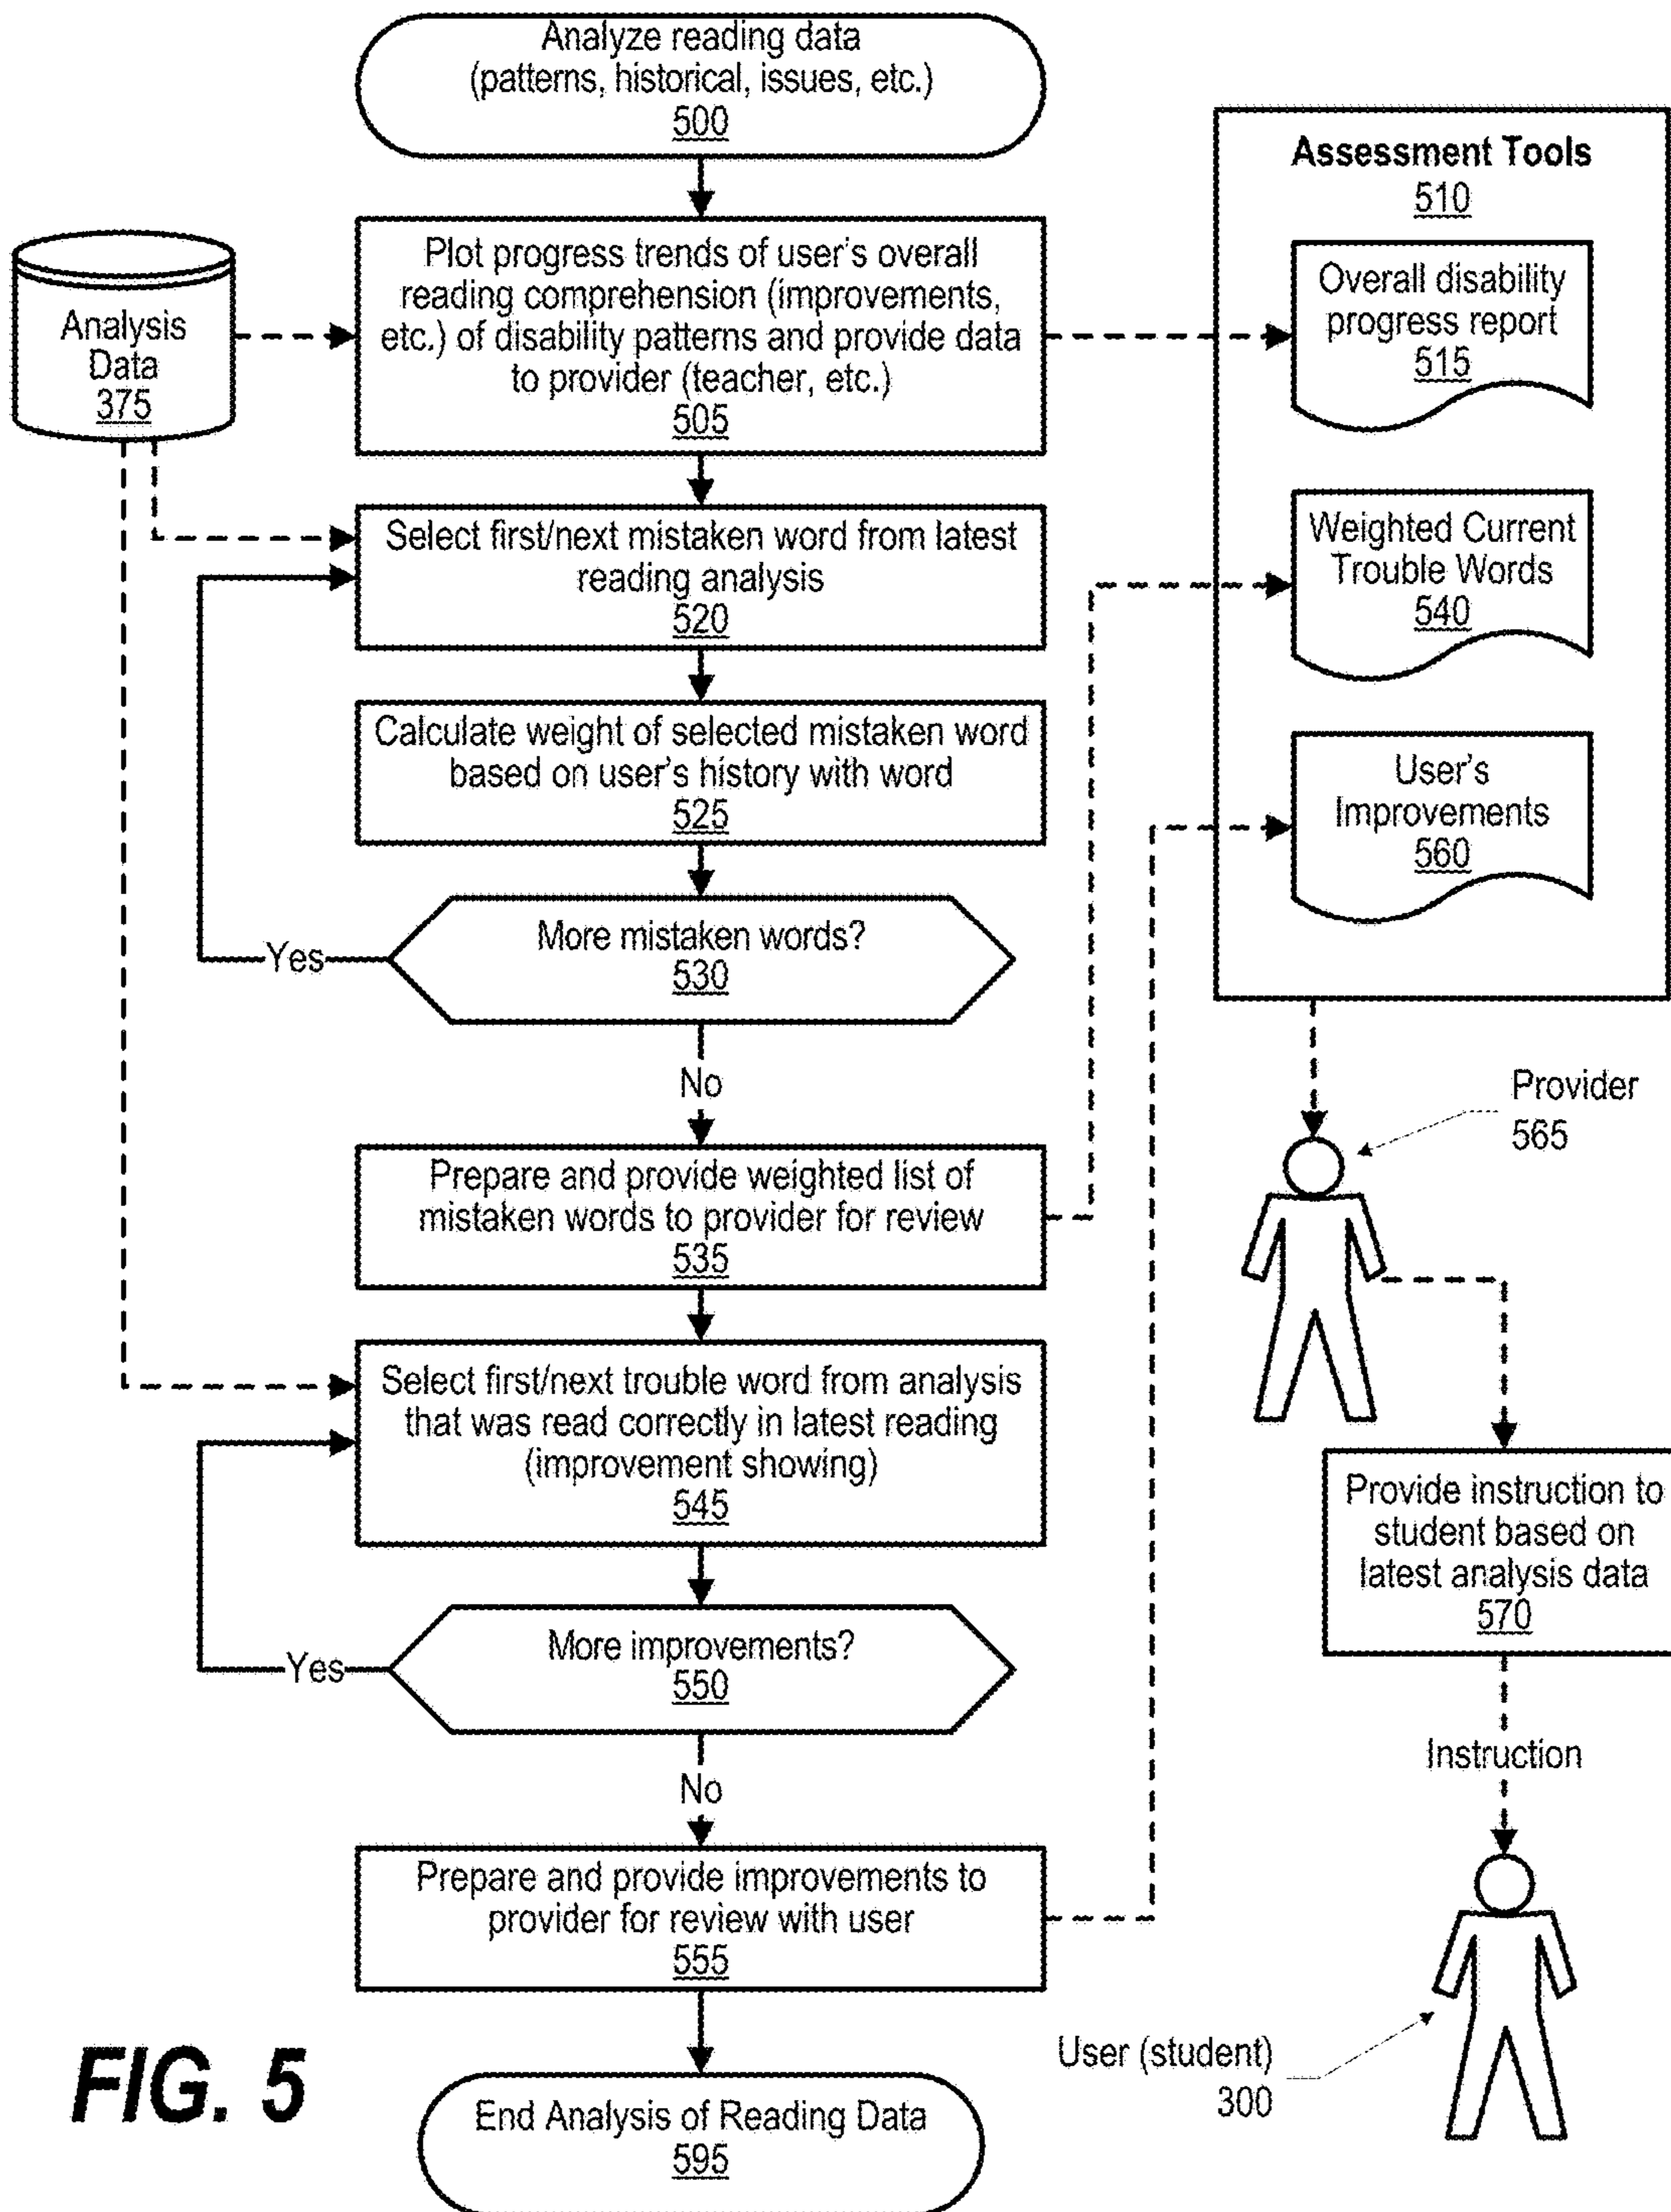 Analyze reading data
(patterns, historical, issues, etc.)
500
Analysis
Data
375
Plot progress trends of user's overall
reading comprehension (improvements,
etc.) of disability patterns and provide data
to provider (teacher, etc.)
505
Assessment Tools
510
Overall disability
progress report
515
Select first/next mistaken word from latest
reading analysis
520
Weighted Current
Trouble Words
540
Calculate weight of selected mistaken word
based on user's history with word
525
User's
Improvements
560
More mistaken words?
530
Yes
No
Provider
565
Prepare and provide weighted list of
mistaken words to provider for review
535
Select first/next trouble word from analysis
that was read correctly in latest reading
(improvement showing)
545
Provide instruction to
student based on
latest analysis data
570
More improvements?
550
Yes
No
Instruction
Prepare and provide improvements to
provider for review with user
555
User (student)
300
End Analysis of Reading Data
595
FIG. 5